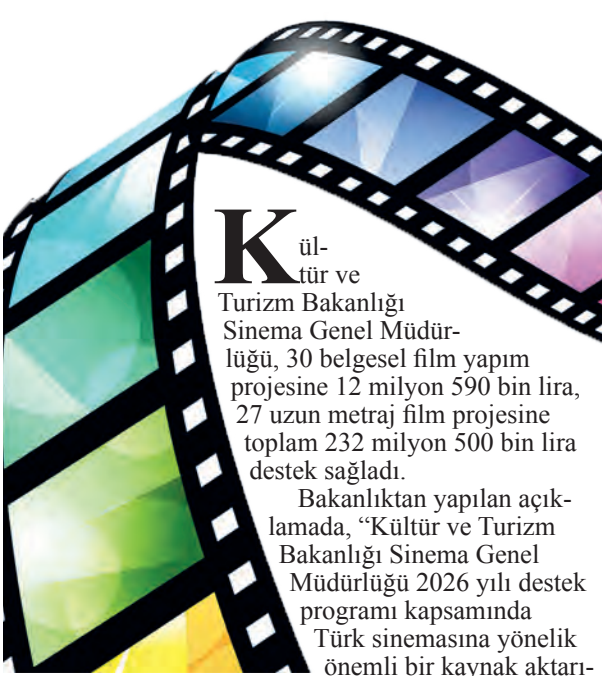 Kül-
tür ve
Turizm Bakanlığı
Sinema Genel Müdür-
lüğü, 30 belgesel film yapım
projesine 12 milyon 590 bin lira,
27 uzun metraj film projesine
toplam 232 milyon 500 bin lira
destek sağladı.
Bakanlıktan yapılan açık-
lamada, “Kültür ve Turizm
Bakanlığı Sinema Genel
Müdürlüğü 2026 yılı destek
programı kapsamında
Türk sinemasına yönelik
önemli bir kaynak aktarı-